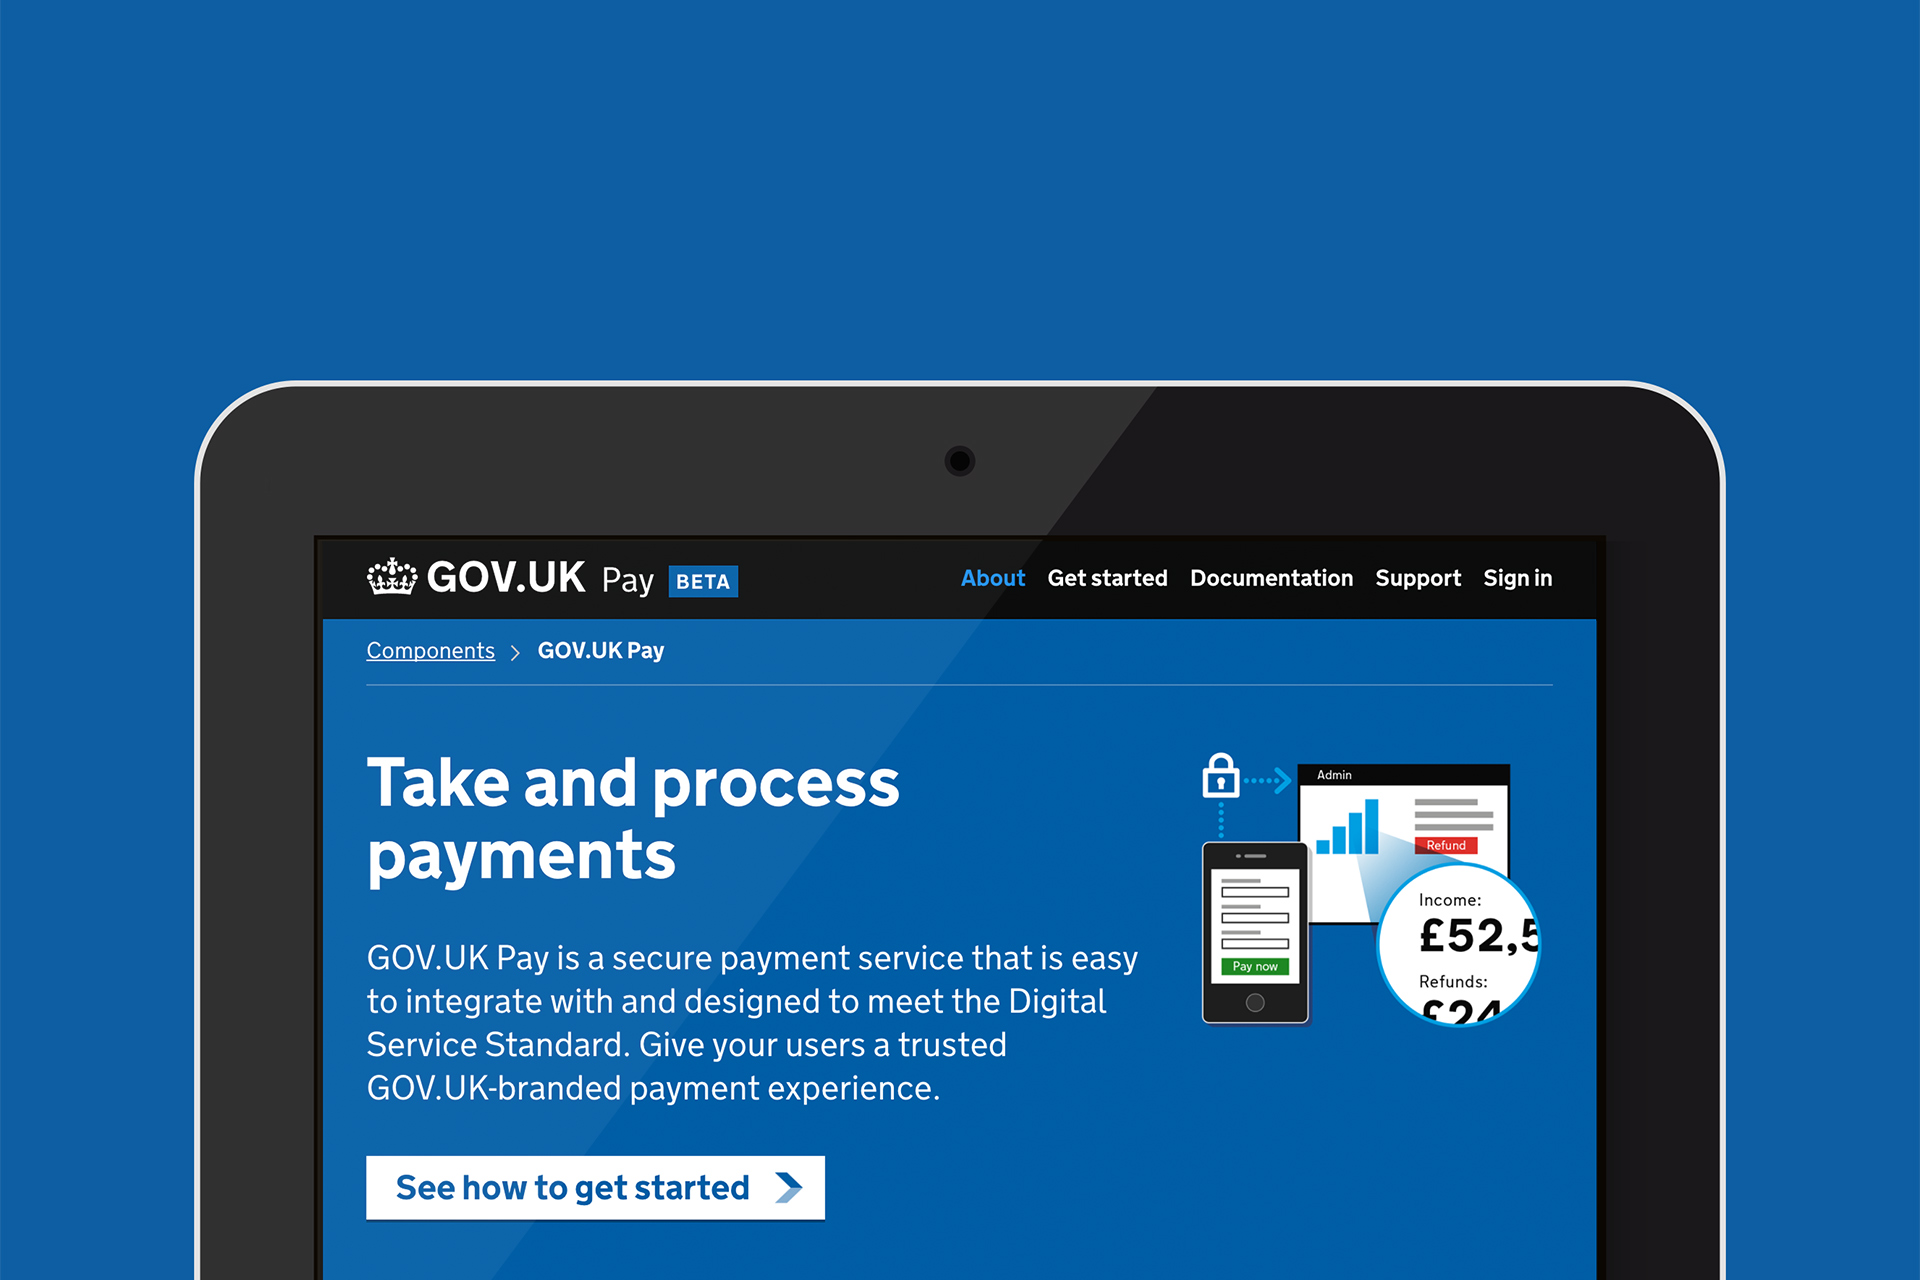 GOV.UK Pay BETA
About Get started Documentation Support Sign in
Components > GOV.UK Pay
Take and process
payments
GOV.UK Pay is a secure payment service that is easy
to integrate with and designed to meet the Digital
Service Standard. Give your users a trusted
GOV.UK-branded payment experience.
See how to get started
Admin
Refund
Pay now
Income:
£52,5
Refunds:
£24